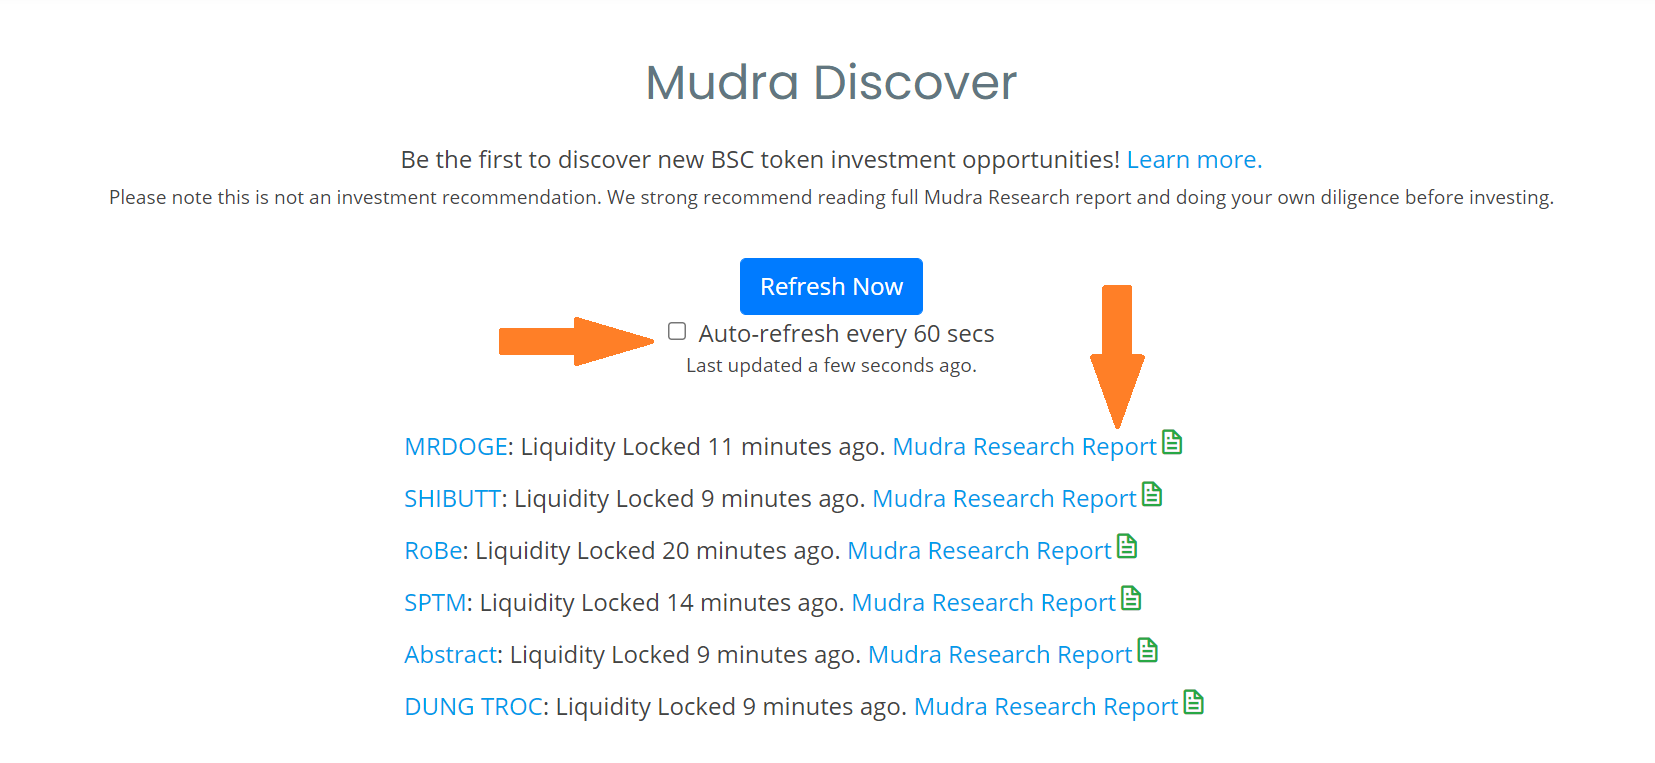 Mudra Discover
Be the first to discover new BSC token investment opportunities! Learn more.
Please note this is not an investment recommendation. We strong recommend reading full Mudra Research report and doing your own diligence before investing.
Refresh Now
Auto-refresh every 60 secs
Last updated a few seconds ago.
MRDOGE: Liquidity Locked 11 minutes ago. Mudra Research Report
SHIBUTT: Liquidity Locked 9 minutes ago. Mudra Research Report
RoBe: Liquidity Locked 20 minutes ago. Mudra Research Report
SPTM: Liquidity Locked 14 minutes ago. Mudra Research Report
Abstract: Liquidity Locked 9 minutes ago. Mudra Research Report
DUNG TROC: Liquidity Locked 9 minutes ago. Mudra Research Report